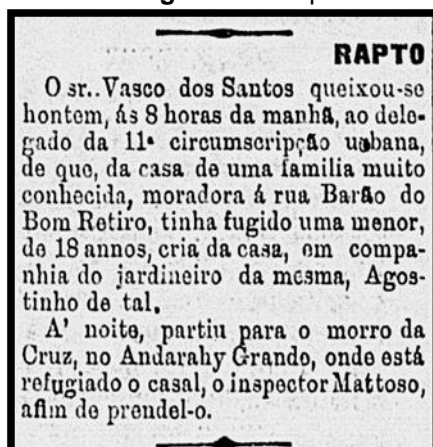 RAPTO
O sr.. Vasco dos Santos queixou-se
hontem, ás 8 horas da manhã, ao dele-
gado da 11ª circumscripção urbana,
de que, da casa de uma familia muito
conhecida, moradora á rua Barão do
Bom Retiro, tinha fugido uma menor,
de 18 annos, cria da casa, em compa-
nhia do jardineiro da mesma, Agos-
tinho de tal.
A' noite, partiu para o morro da
Cruz, no Andarahy Grande, onde está
refugiado o casal, o inspector Mattoso,
afim de prendel-o.